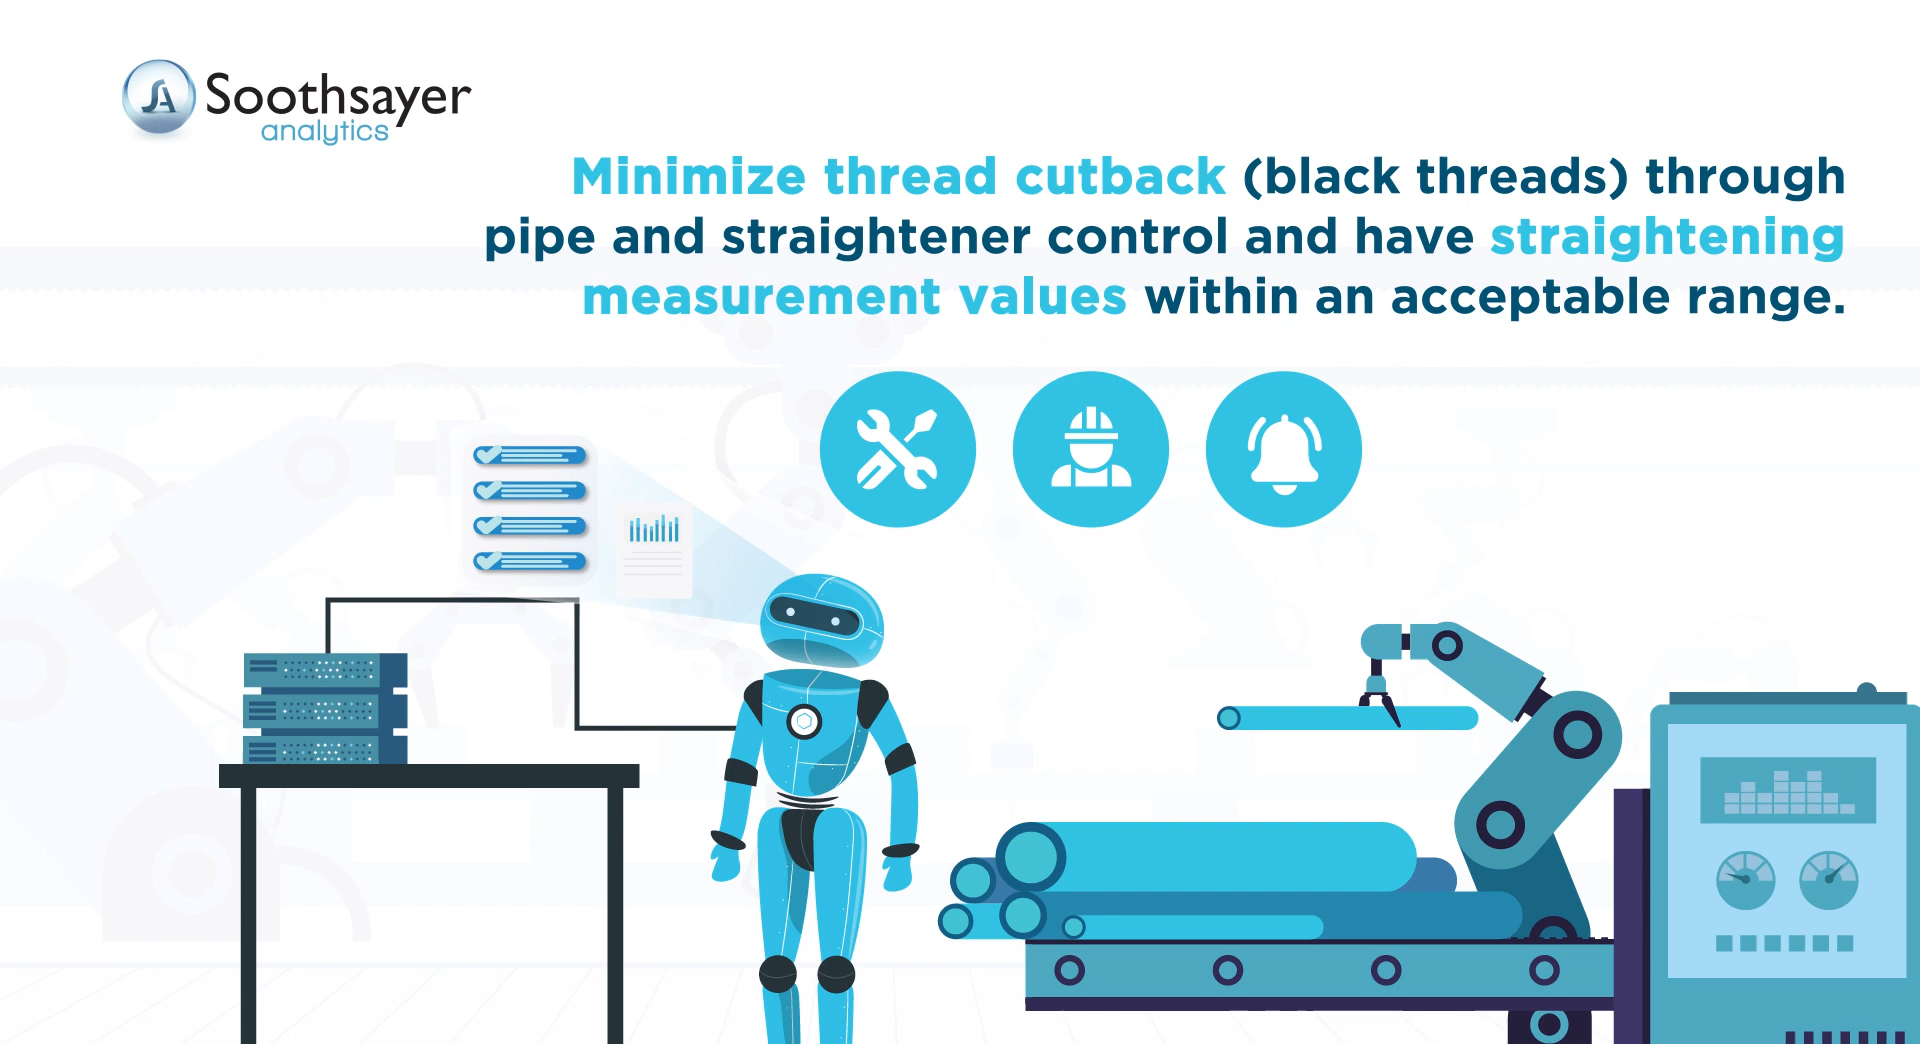 Soothsayer
analytics
Minimize thread cutback (black threads) through
pipe and straightener control and have straightening
measurement values within an acceptable range.